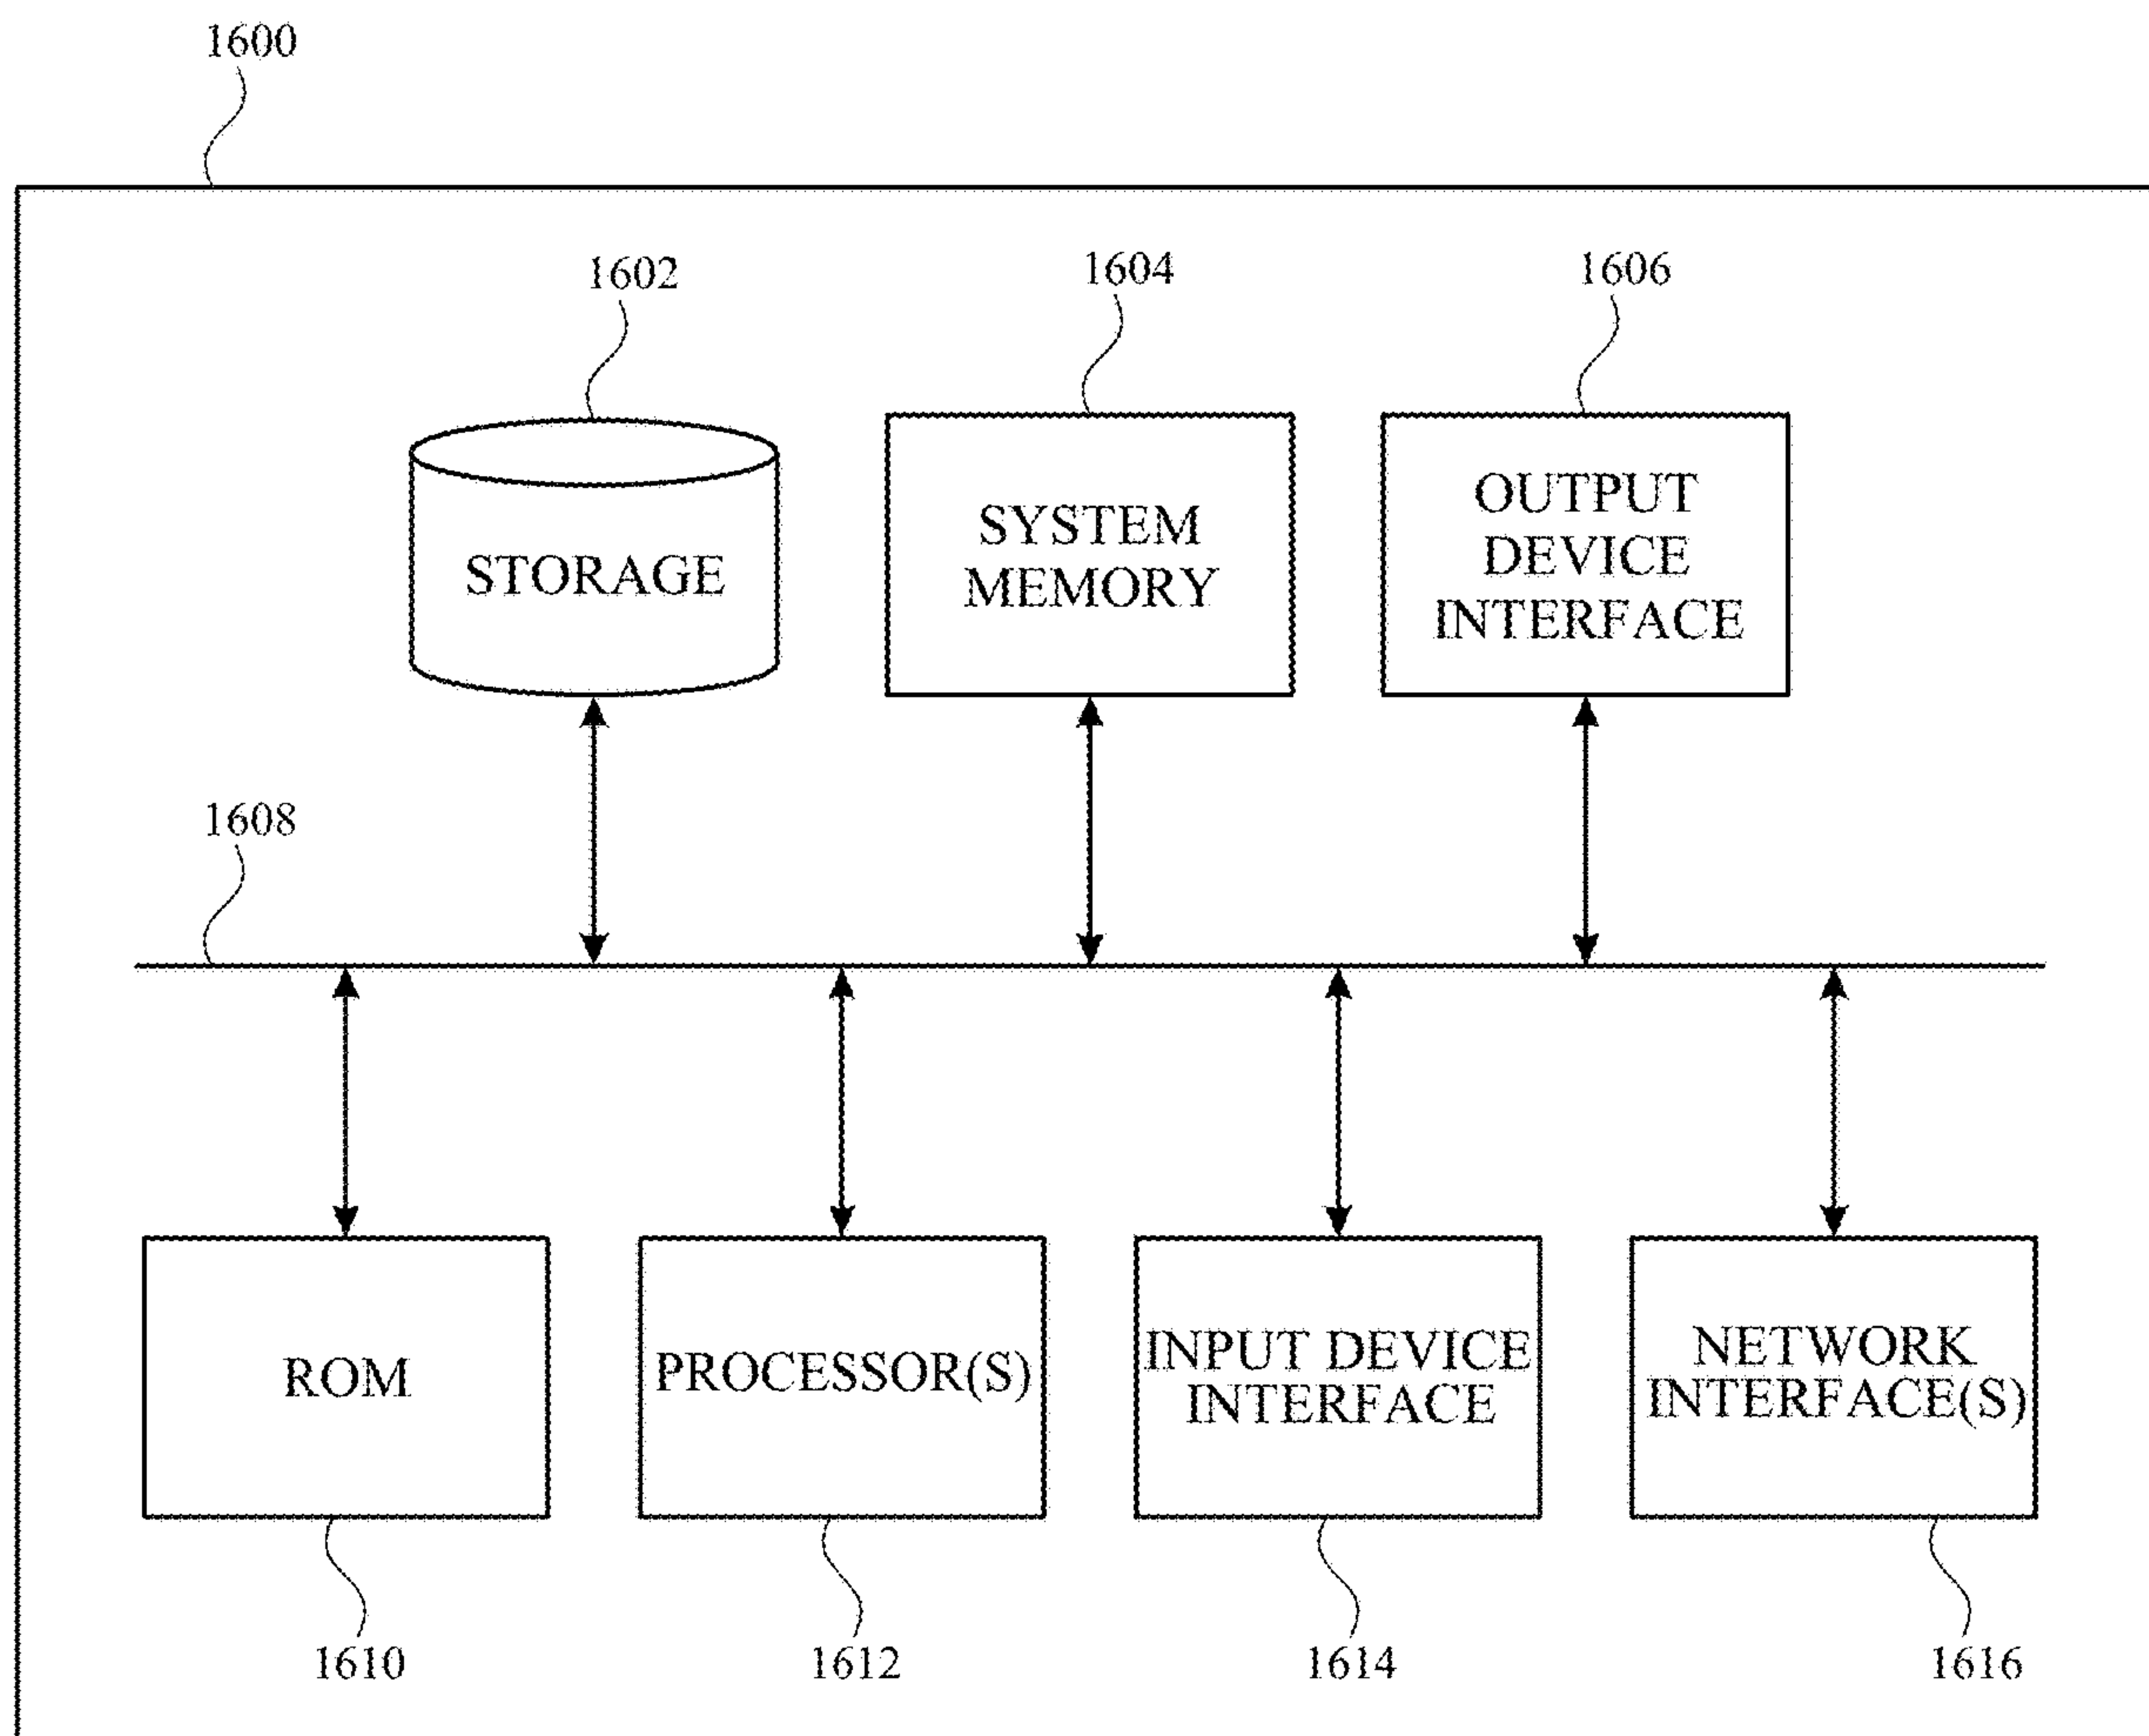 1600
1602
1604
1606
STORAGE
SYSTEM
MEMORY
OUTPUT
DEVICE
INTERFACE
1608
ROM
PROCESSOR(S)
INPUT DEVICE
INTERFACE
NETWORK
INTERFACE(S)
1610
1612
1614
1616